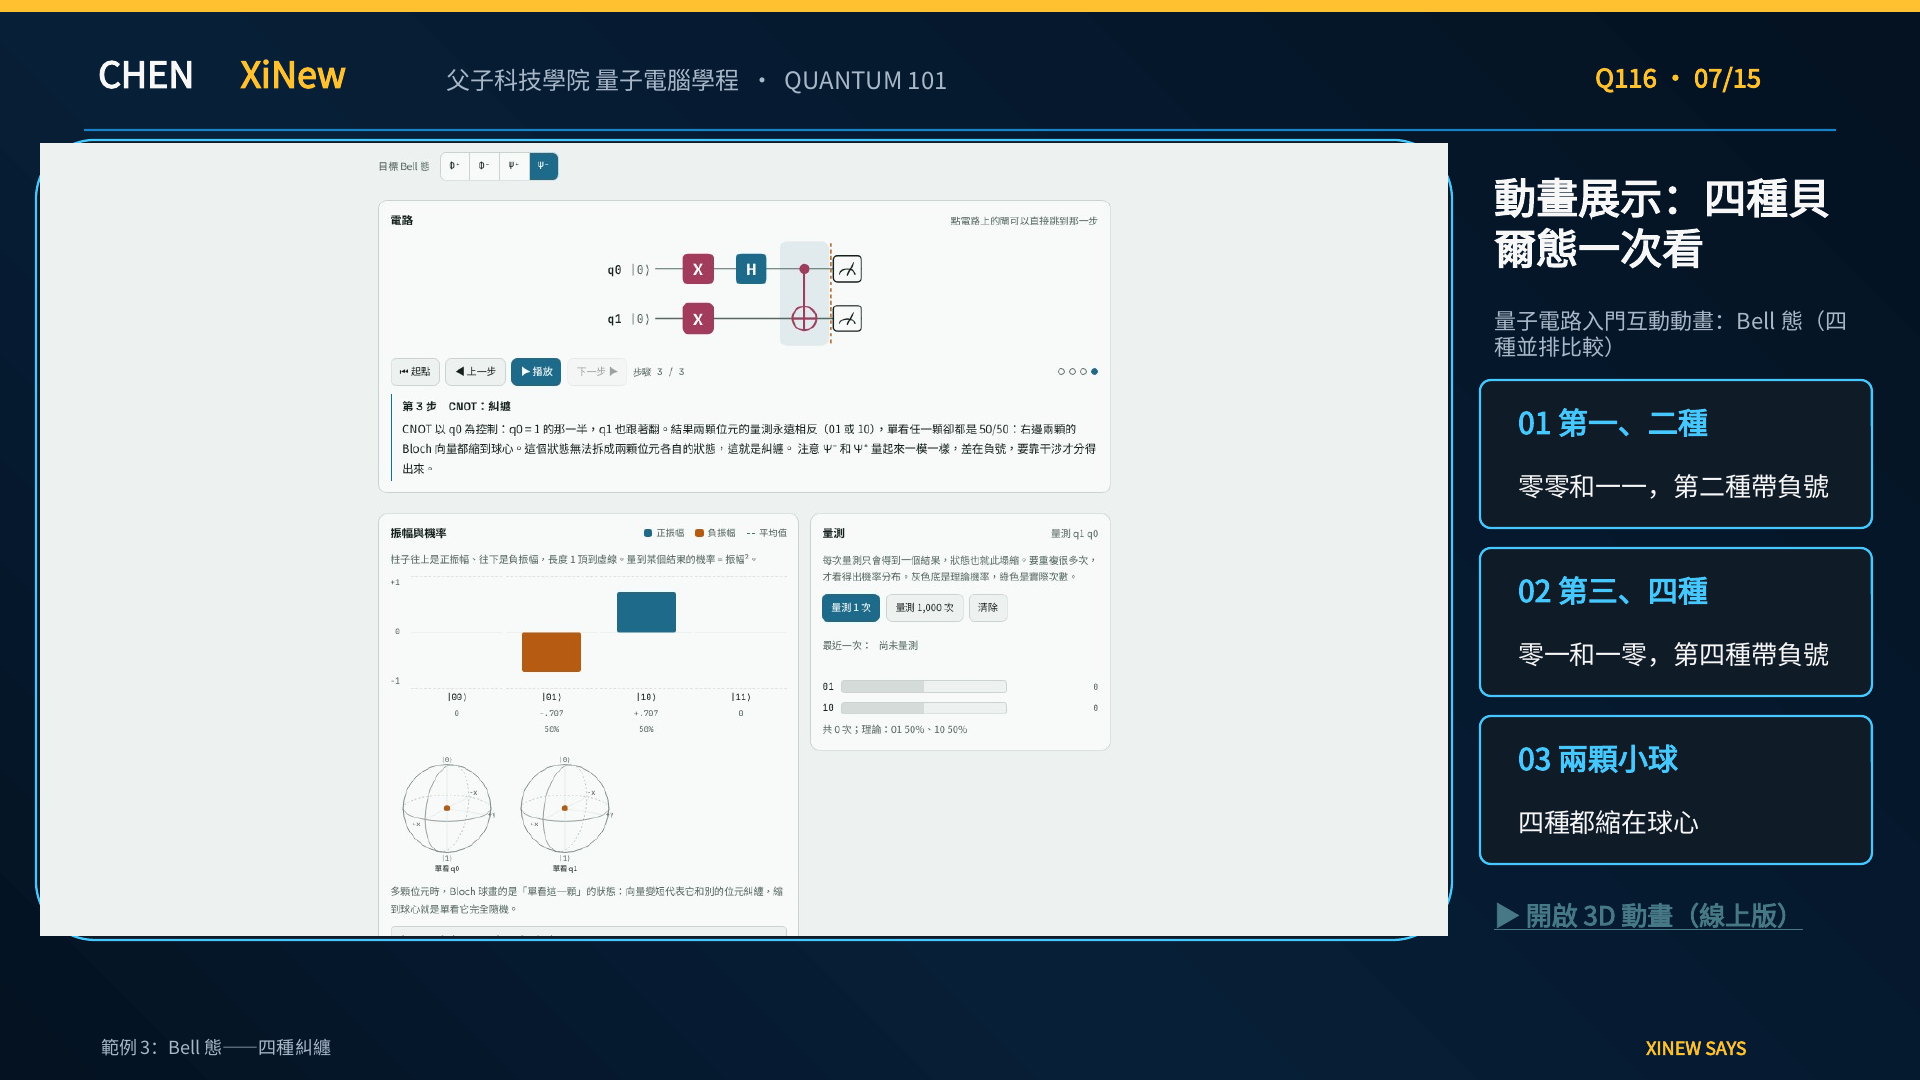 CHEN XiNew 父子科技學院 量子電腦學程 • QUANTUM 101 Q116 • 07/15
目標 Bell 態 Φ⁺ Φ⁻ Ψ⁺ Ψ⁻
電路 點電路上的閘可以直接跳到那一步
q0 |0⟩ X H
q1 |0⟩ X
⏮ 起點 ◀ 上一步 ▶ 播放 下一步 ▶ 步驟 3 / 3
第 3 步 CNOT：糾纏
CNOT 以 q0 為控制：q0 = 1 的那一半，q1 也跟著翻。結果兩顆位元的量測永遠相反（01 或 10），單看任一顆卻都是 50/50：右邊兩顆的
Bloch 向量都縮到球心。這個狀態無法拆成兩顆位元各自的狀態，這就是糾纏。 注意 Ψ⁻ 和 Ψ⁺ 量起來一模一樣，差在負號，要靠干涉才分得
出來。
振幅與機率 正振幅 負振幅 -- 平均值
柱子往上是正振幅、往下是負振幅，長度 1 頂到虛線。量到某個結果的機率 = 振幅²。
+1
0
-1
|00⟩ |01⟩ |10⟩ |11⟩
0 -.707 +.707 0
50% 50%
|0⟩ |0⟩
-X -X
+Y +Y
+X +X
|1⟩ |1⟩
單看 q0 單看 q1
多顆位元時，Bloch 球畫的是「單看這一顆」的狀態：向量變短代表它和別的位元糾纏，縮
到球心就是單看它完全隨機。
量測 量測 q1 q0
每次量測只會得到一個結果，狀態也就此塌縮。要重複很多次，
才看得出機率分布。灰色底是理論機率，綠色是實際次數。
量測 1 次 量測 1,000 次 清除
最近一次： 尚未量測
01 0
10 0
共 0 次；理論：01 50%、10 50%
動畫展示：四種貝
爾態一次看
量子電路入門互動動畫：Bell 態（四
種並排比較）
01 第一、二種
零零和一一，第二種帶負號
02 第三、四種
零一和一零，第四種帶負號
03 兩顆小球
四種都縮在球心
▶ 開啟 3D 動畫（線上版）
範例 3：Bell 態——四種糾纏
XINEW SAYS